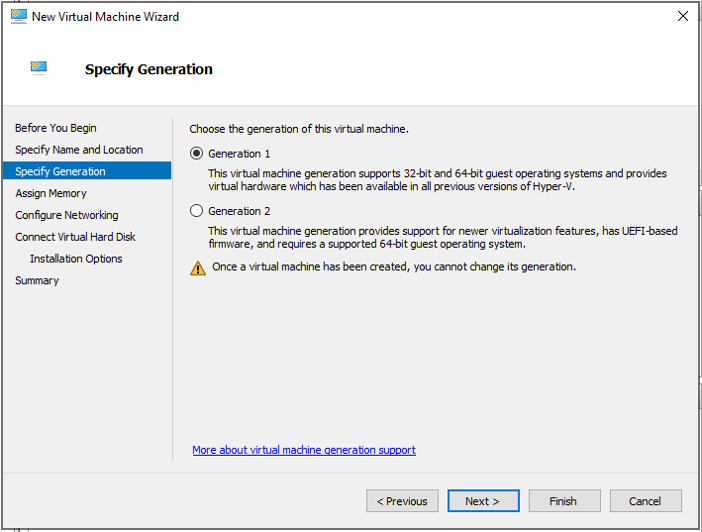 New Virtual Machine Wizard
Specify Generation
Before You Begin
Specify Name and Location
Specify Generation
Assign Memory
Configure Networking
Connect Virtual Hard Disk
Installation Options
Summary
Choose the generation of this virtual machine.
Generation 1
This virtual machine generation supports 32-bit and 64-bit guest operating systems and provides
virtual hardware which has been available in all previous versions of Hyper-V.
Generation 2
This virtual machine generation provides support for newer virtualization features, has UEFI-based
firmware, and requires a supported 64-bit guest operating system.
Once a virtual machine has been created, you cannot change its generation.
More about virtual machine generation support
< Previous
Next >
Finish
Cancel